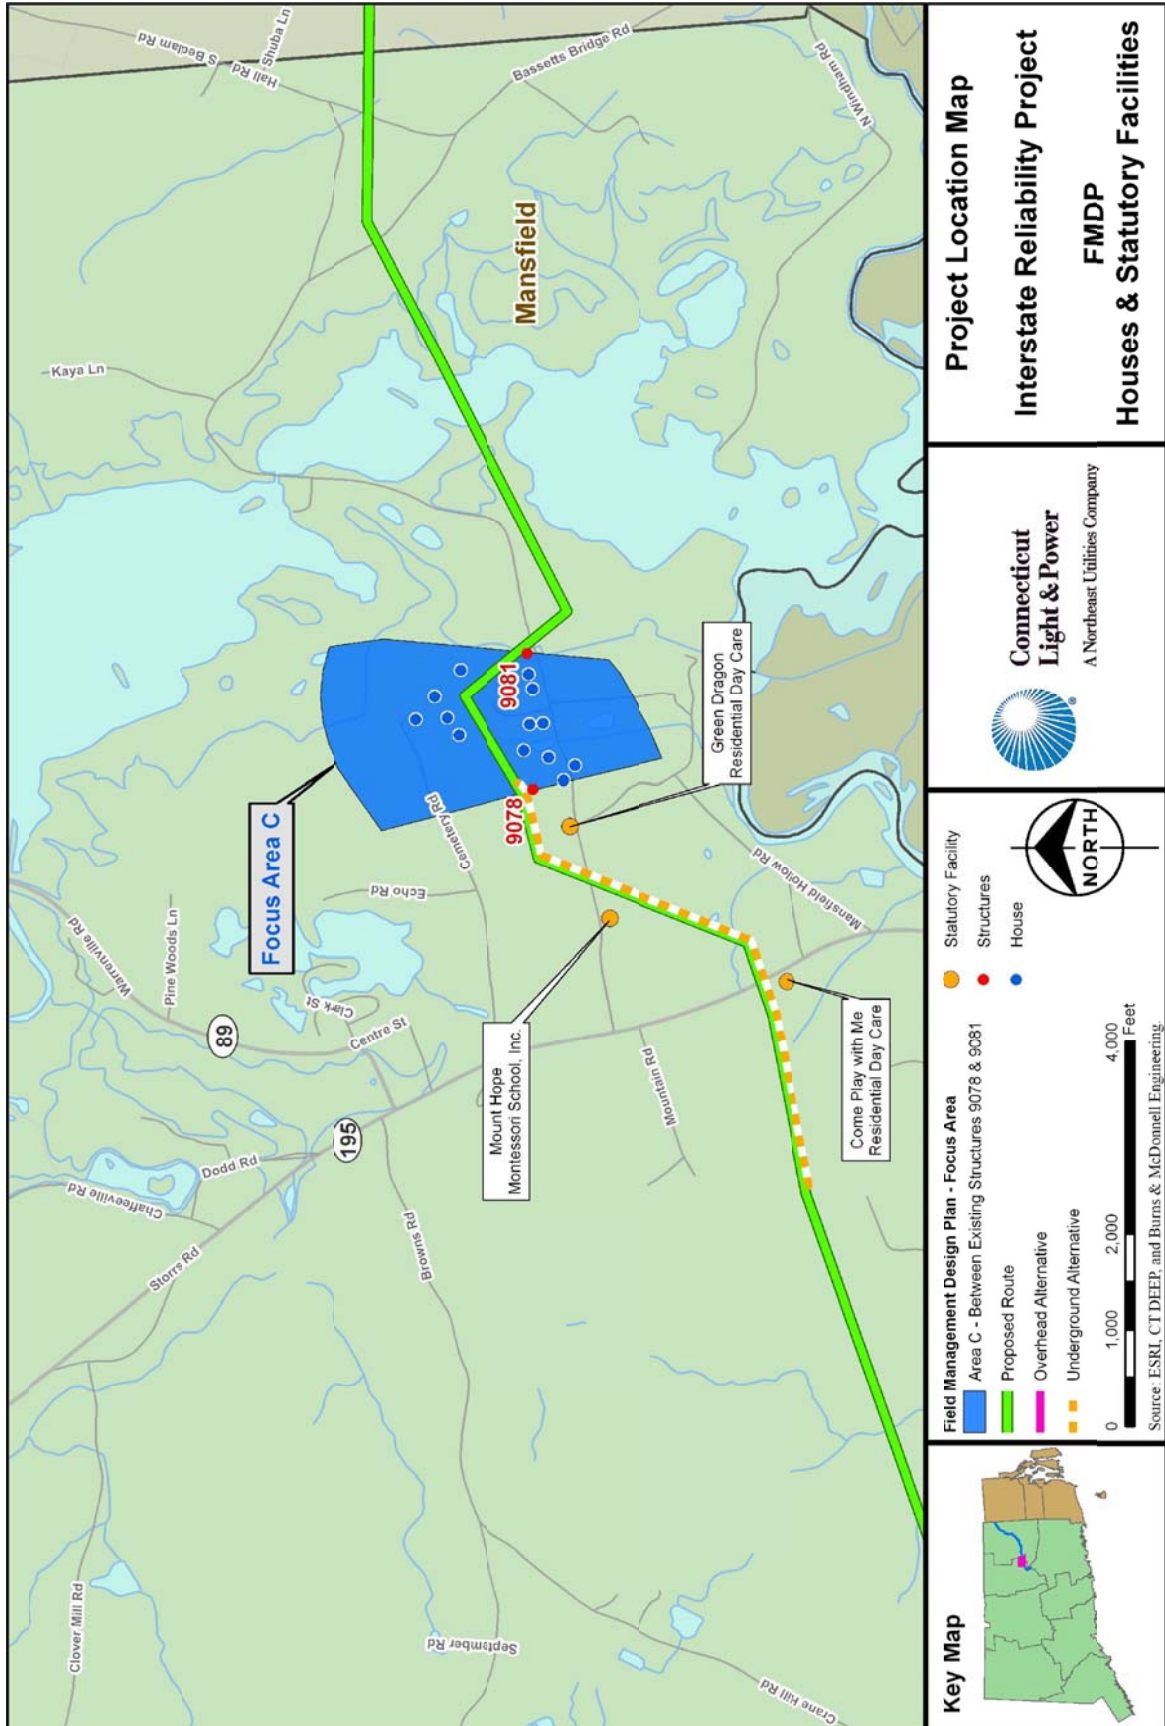 S Bedlam Rd
Shuba Ln
Hall Rd
Bassetts Bridge Rd
N Windham Rd
Kaya Ln
Mansfield
Focus Area C
9081
9078
Green Dragon
Residential Day Care
Cemetery Rd
Echo Rd
Warrenville Rd
Pine Woods Ln
Clark St
Centre St
89
Mansfield Hollow Rd
Mount Hope
Montessori School, Inc.
Mountain Rd
Come Play with Me
Residential Day Care
195
Dodd Rd
Chaffeeville Rd
Storrs Rd
Browns Rd
Clover Mill Rd
September Rd
Crane Hill Rd
Key Map
Field Management Design Plan - Focus Area
Area C - Between Existing Structures 9078 & 9081
Proposed Route
Overhead Alternative
Underground Alternative
Statutory Facility
Structures
House
0 1,000 2,000 4,000
Feet
Source: ESRI, CT DEEP, and Burns & McDonnell Engineering.
NORTH
®
Connecticut
Light & Power
A Northeast Utilities Company
Project Location Map
Interstate Reliability Project
FMDP
Houses & Statutory Facilities